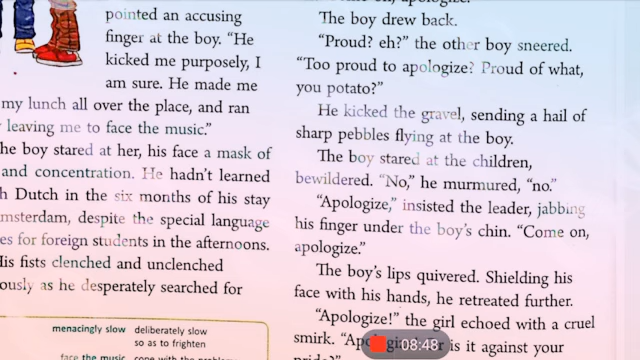 pointed an accusing
finger at the boy. "He
kicked me purposely, I
am sure. He made me
my lunch all over the place, and ran
leaving me to face the music."
he boy stared at her, his face a mask of
and concentration. He hadn't learned
h Dutch in the six months of his stay
msterdam, despite the special language
es for foreign students in the afternoons.
His fists clenched and unclenched
ously as he desperately searched for
menacingly slow deliberately slow
so as to frighten
face the music
The boy drew back.
"Proud? eh?" the other boy sneered.
"Too proud to apologize? Proud of what,
you potato?"
He kicked the gravel, sending a hail of
sharp pebbles flying at the boy.
The boy stared at the children,
bewildered. "No," he murmured, "no."
"Apologize," insisted the leader, jabbing
his finger under the boy's chin. "Come on,
apologize."
The boy's lips quivered. Shielding his
face with his hands, he retreated further.
"Apologize!" the girl echoed with a cruel
smirk. is it against your
08:48